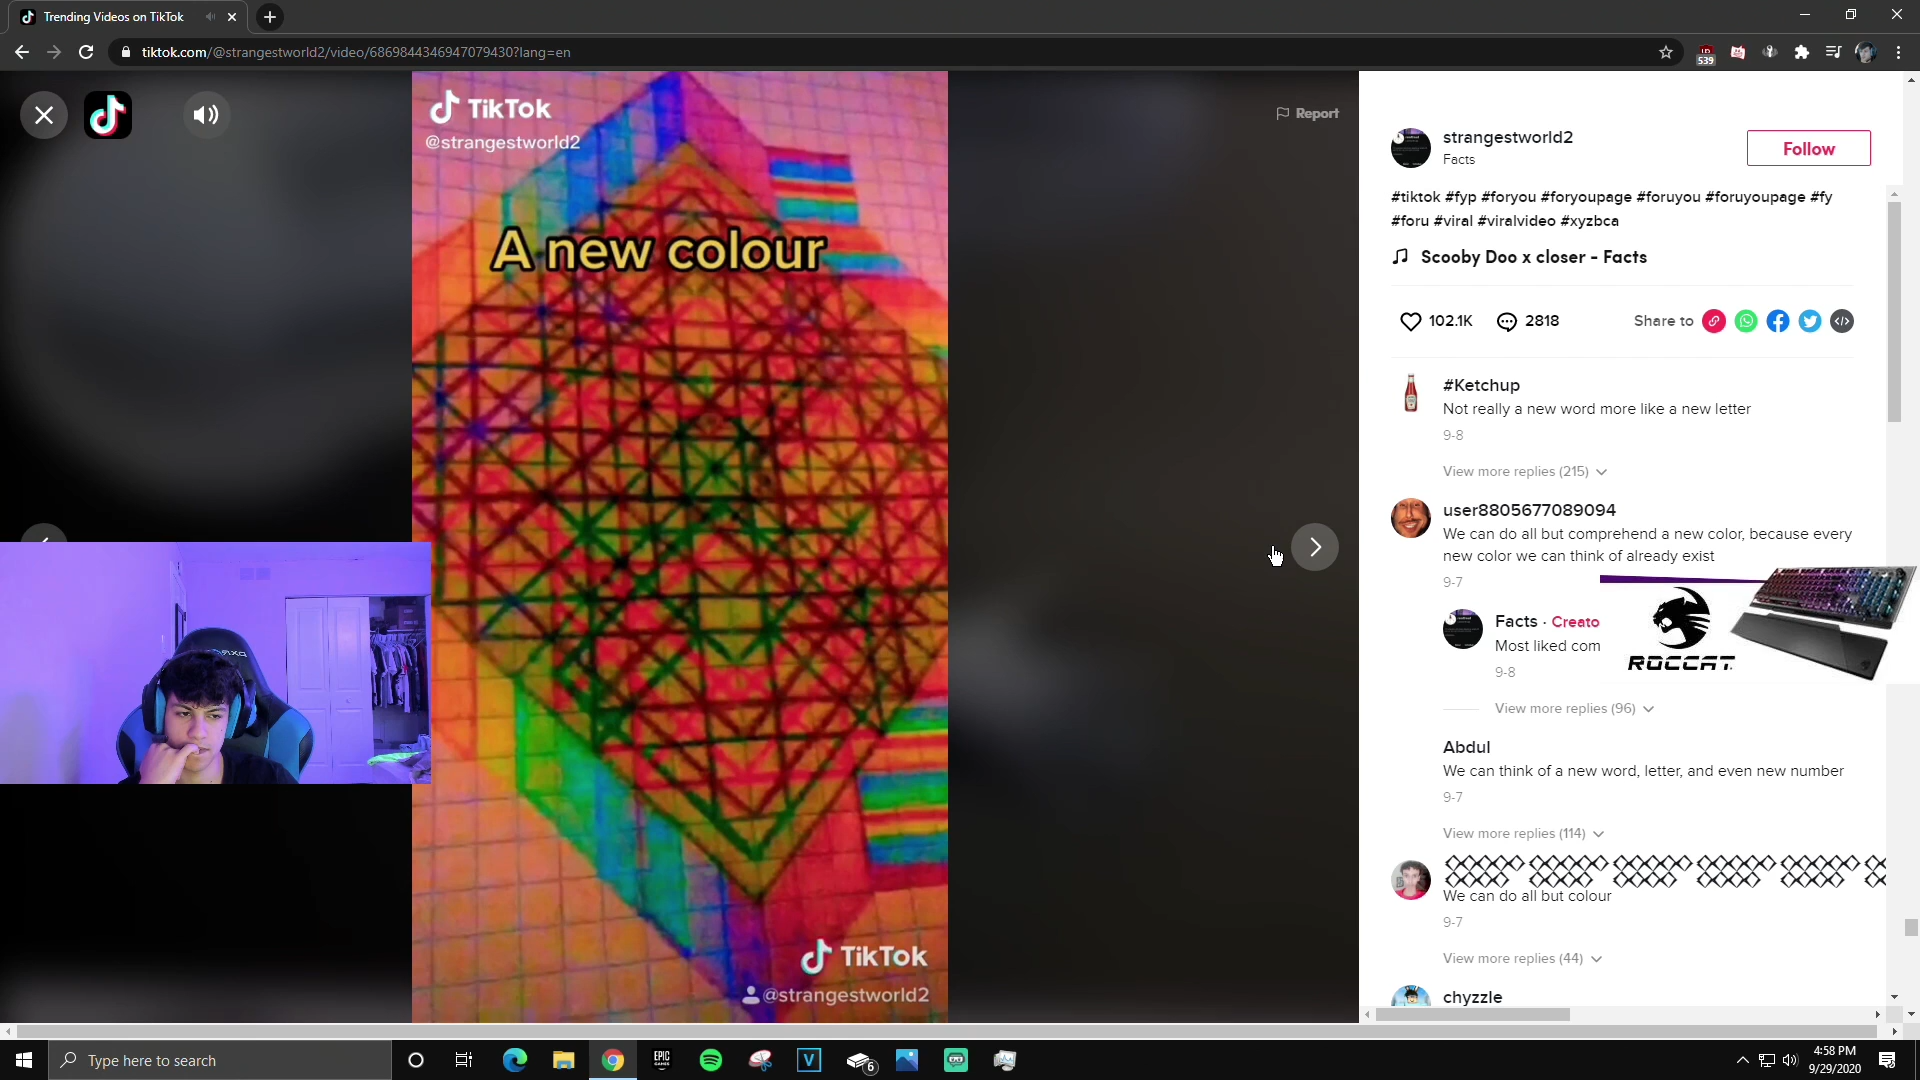 Trending Videos on TikTok
tiktok.com/@strangestworld2/video/6869844346947079430?lang=en
539
TikTok
@strangestworld2
Report
A new colour
TikTok
@strangestworld2
strangestworld2
Facts
Follow
#tiktok #fyp #foryou #foryoupage #foruyou #foruyoupage #fy
#foru #viral #viralvideo #xyzbca
Scooby Doo x closer - Facts
102.1K
2818
Share to
#Ketchup
Not really a new word more like a new letter
9-8
View more replies (215)
user8805677089094
We can do all but comprehend a new color, because every
new color we can think of already exist
9-7
Facts · Creato
Most liked com
9-8
ROCCAT
View more replies (96)
Abdul
We can think of a new word, letter, and even new number
9-7
View more replies (114)
We can do all but colour
9-7
View more replies (44)
chyzzle
Type here to search
EPIC
GAMES
V
6
4:58 PM
9/29/2020